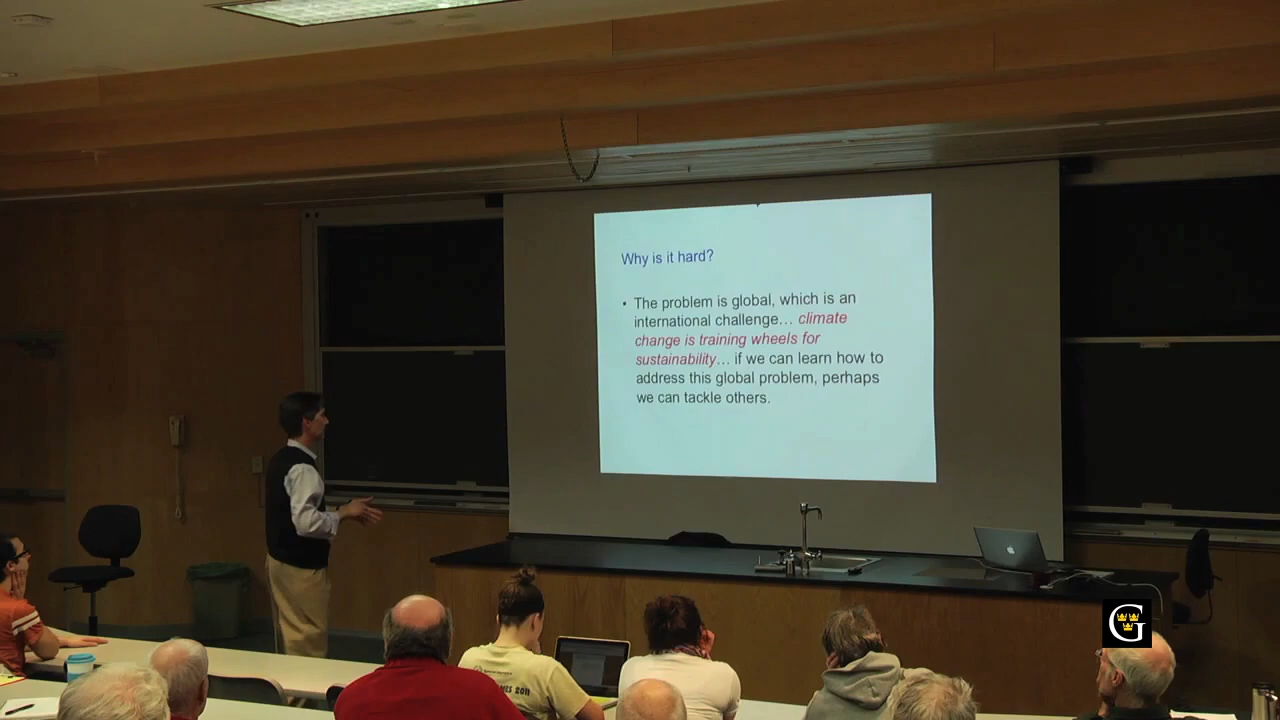 Why is it hard?
• The problem is global, which is an
international challenge... climate
change is training wheels for
sustainability... if we can learn how to
address this global problem, perhaps
we can tackle others.
2011
G